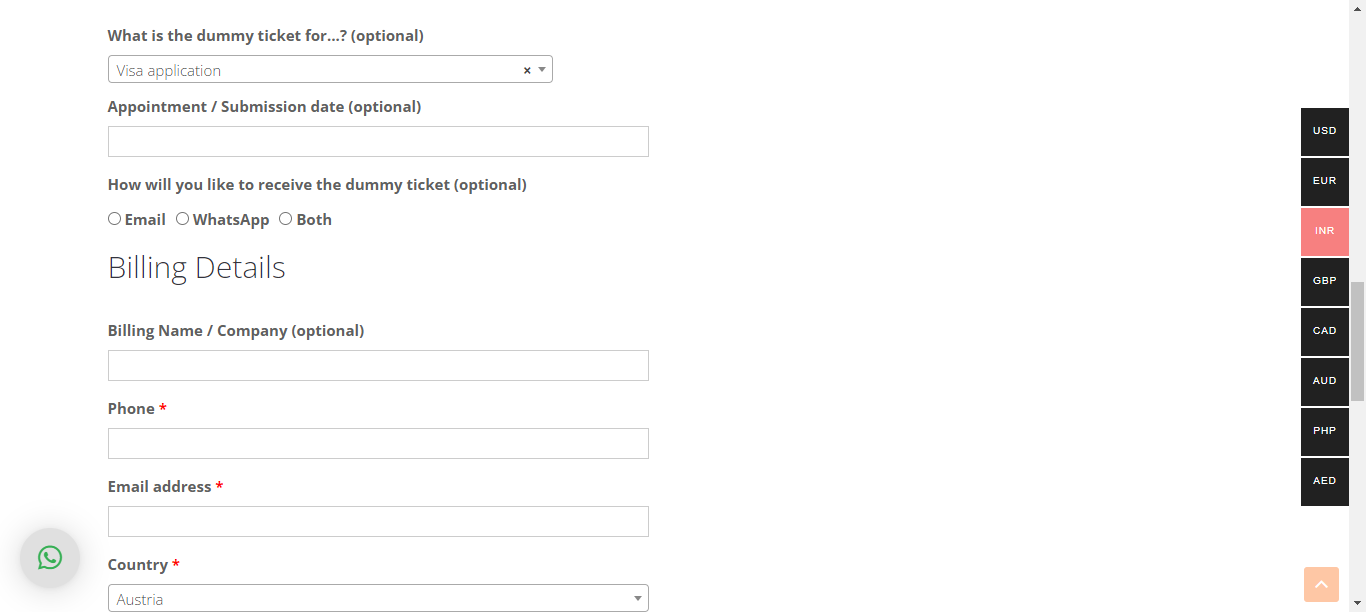 What is the dummy ticket for...? (optional)
Visa application × 
Appointment / Submission date (optional)
How will you like to receive the dummy ticket (optional)
Email WhatsApp Both
Billing Details
Billing Name / Company (optional)
Phone *
Email address *
Country *
Austria
USD
EUR
INR
GBP
CAD
AUD
PHP
AED